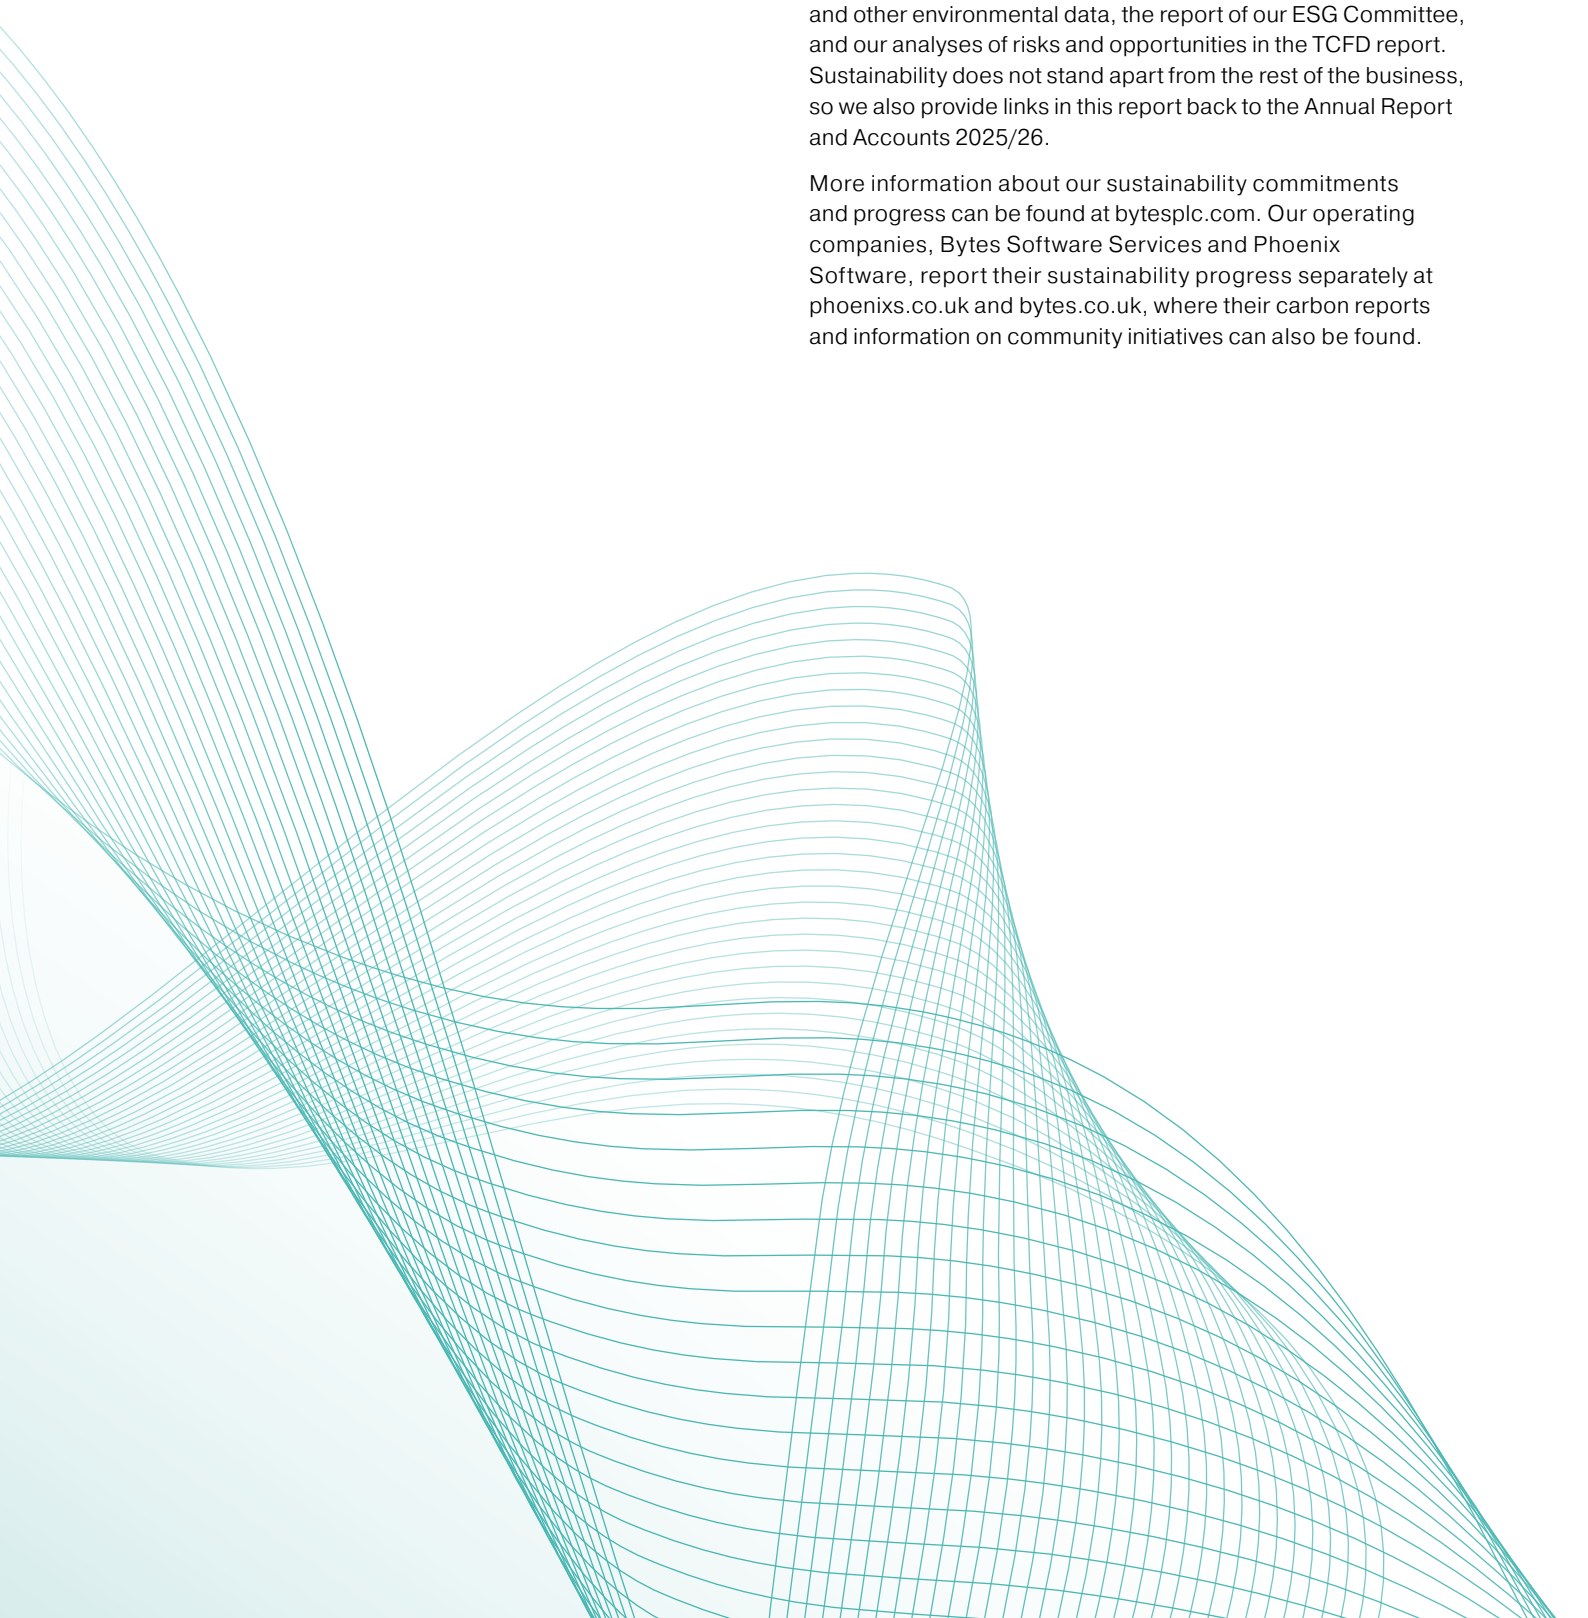 and other environmental data, the report of our ESG Committee,
and our analyses of risks and opportunities in the TCFD report.
Sustainability does not stand apart from the rest of the business,
so we also provide links in this report back to the Annual Report
and Accounts 2025/26.
More information about our sustainability commitments
and progress can be found at bytesplc.com. Our operating
companies, Bytes Software Services and Phoenix
Software, report their sustainability progress separately at
phoenixs.co.uk and bytes.co.uk, where their carbon reports
and information on community initiatives can also be found.